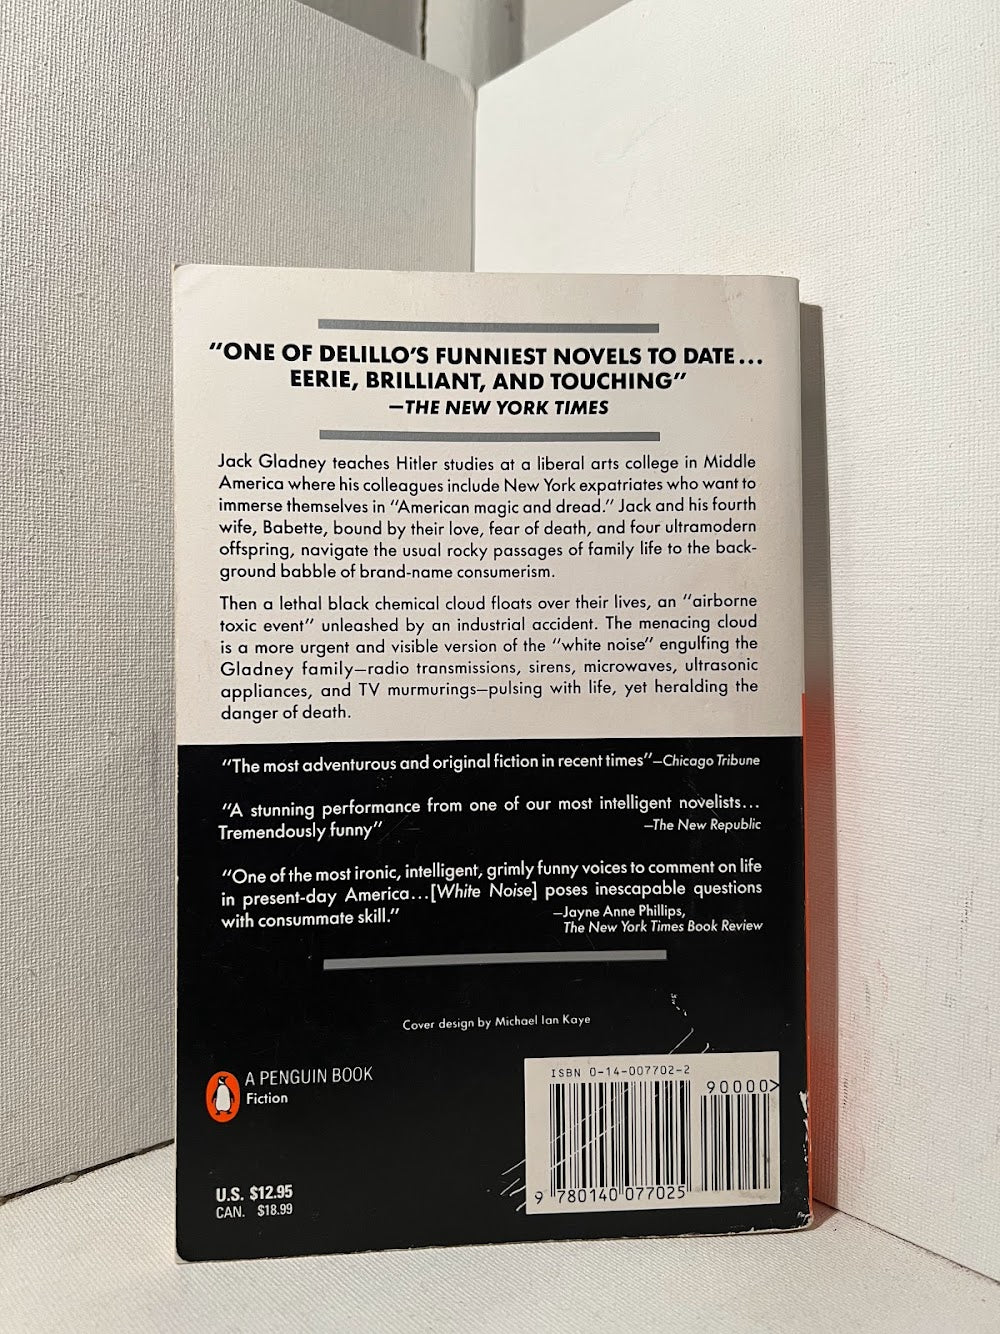 "ONE OF DELILLO'S FUNNIEST NOVELS TO DATE...
EERIE, BRILLIANT, AND TOUCHING"
—THE NEW YORK TIMES
Jack Gladney teaches Hitler studies at a liberal arts college in Middle
America where his colleagues include New York expatriates who want to
immerse themselves in "American magic and dread." Jack and his fourth
wife, Babette, bound by their love, fear of death, and four ultramodern
offspring, navigate the usual rocky passages of family life to the back-
ground babble of brand-name consumerism.
Then a lethal black chemical cloud floats over their lives, an "airborne
toxic event" unleashed by an industrial accident. The menacing cloud
is a more urgent and visible version of the "white noise" engulfing the
Gladney family—radio transmissions, sirens, microwaves, ultrasonic
appliances, and TV murmurings—pulsing with life, yet heralding the
danger of death.
"The most adventurous and original fiction in recent times"—Chicago Tribune
"A stunning performance from one of our most intelligent novelists...
Tremendously funny" —The New Republic
"One of the most ironic, intelligent, grimly funny voices to comment on life
in present-day America...[White Noise] poses inescapable questions
with consummate skill." —Jayne Anne Phillips,
The New York Times Book Review
Cover design by Michael Ian Kaye
A PENGUIN BOOK
Fiction
ISBN 0-14-007702-2
90000>
9 780140 077025
U.S. $12.95
CAN. $18.99